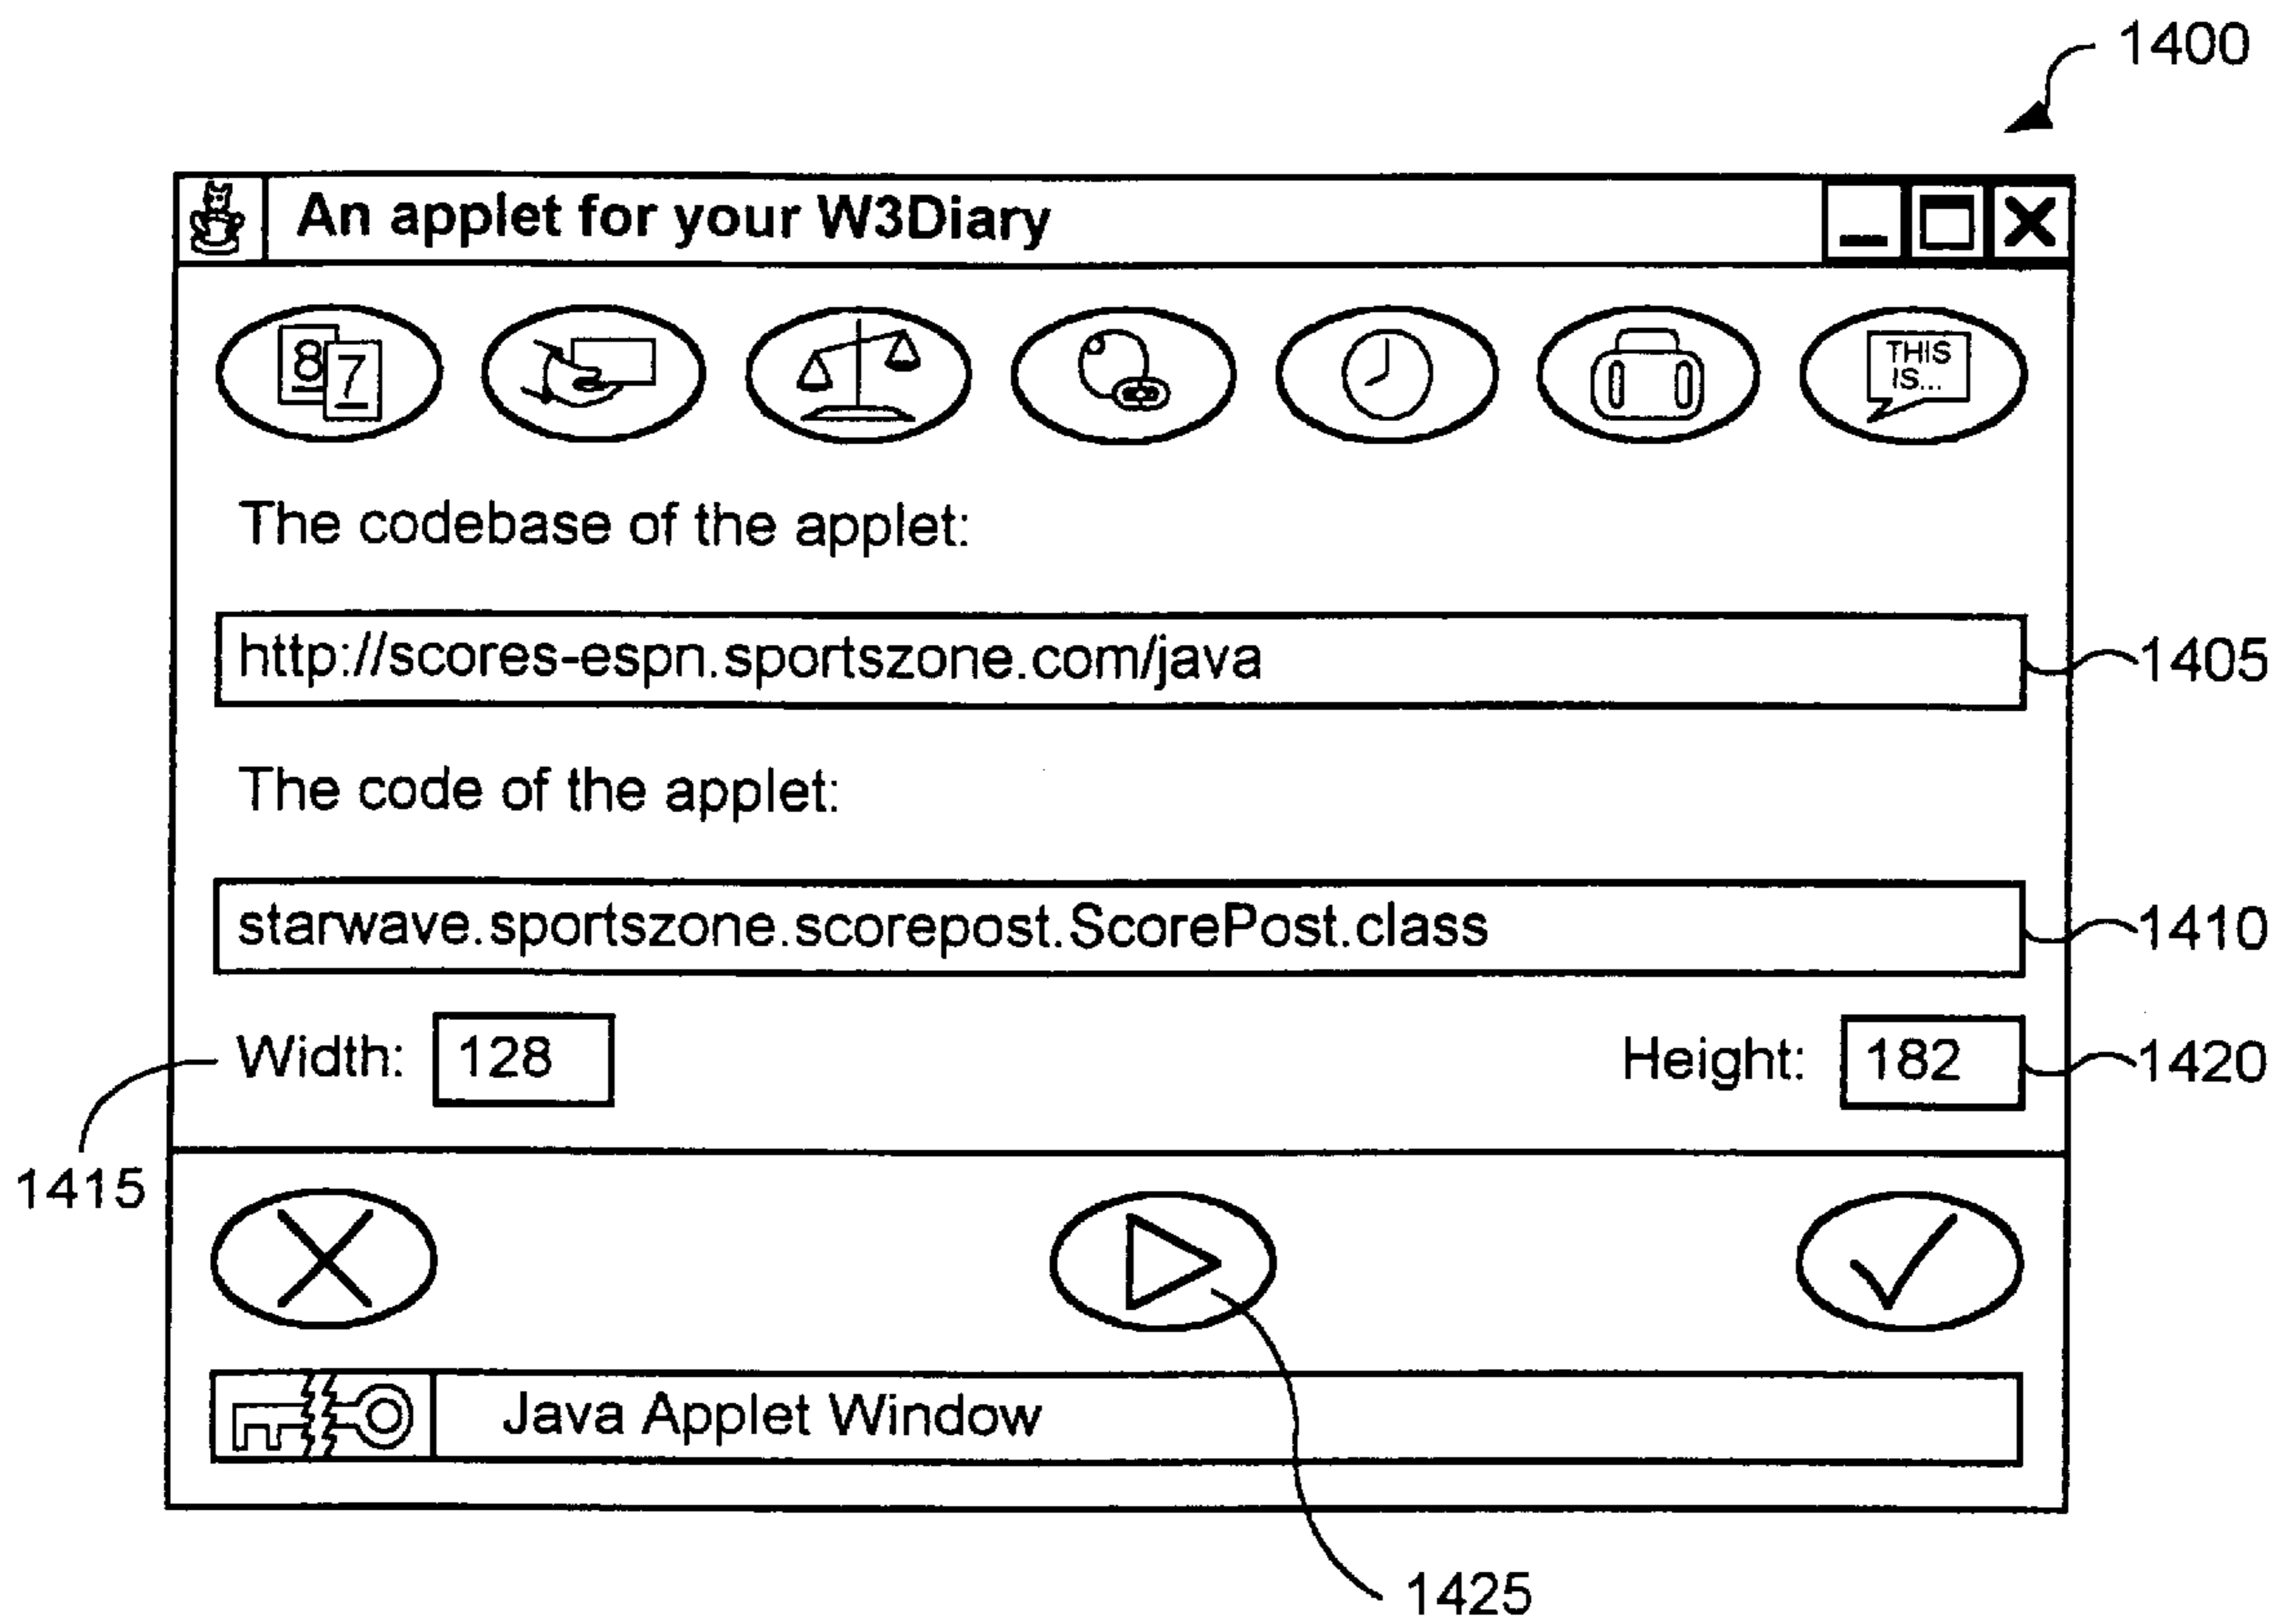 1400
An applet for your W3Diary
8 7
THIS
IS...
The codebase of the applet:
http://scores-espn.sportszone.com/java
1405
The code of the applet:
starwave.sportszone.scorepost.ScorePost.class
1410
Width: 128 Height: 182
1420
1415
Java Applet Window
1425